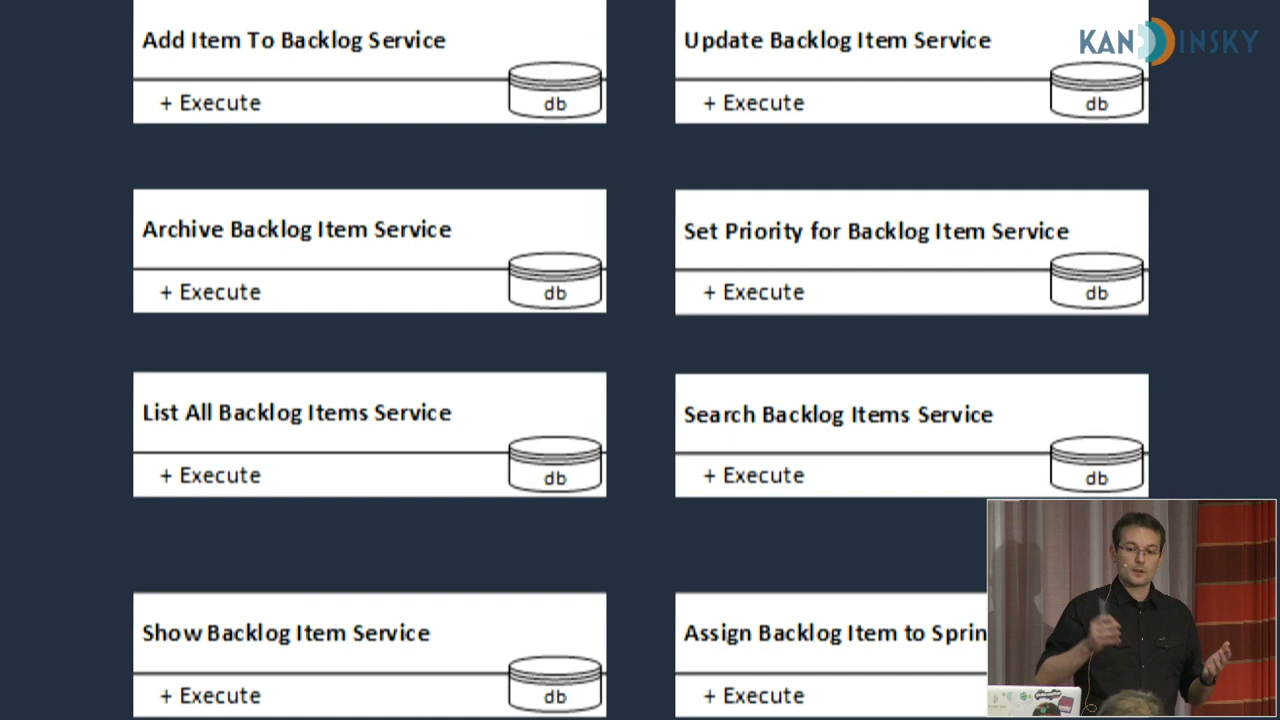 Add Item To Backlog Service
+ Execute
db
Update Backlog Item Service
+ Execute
db
KANDINSKY
Archive Backlog Item Service
+ Execute
db
Set Priority for Backlog Item Service
+ Execute
db
List All Backlog Items Service
+ Execute
db
Search Backlog Items Service
+ Execute
db
Show Backlog Item Service
+ Execute
db
Assign Backlog Item to Sprin
+ Execute